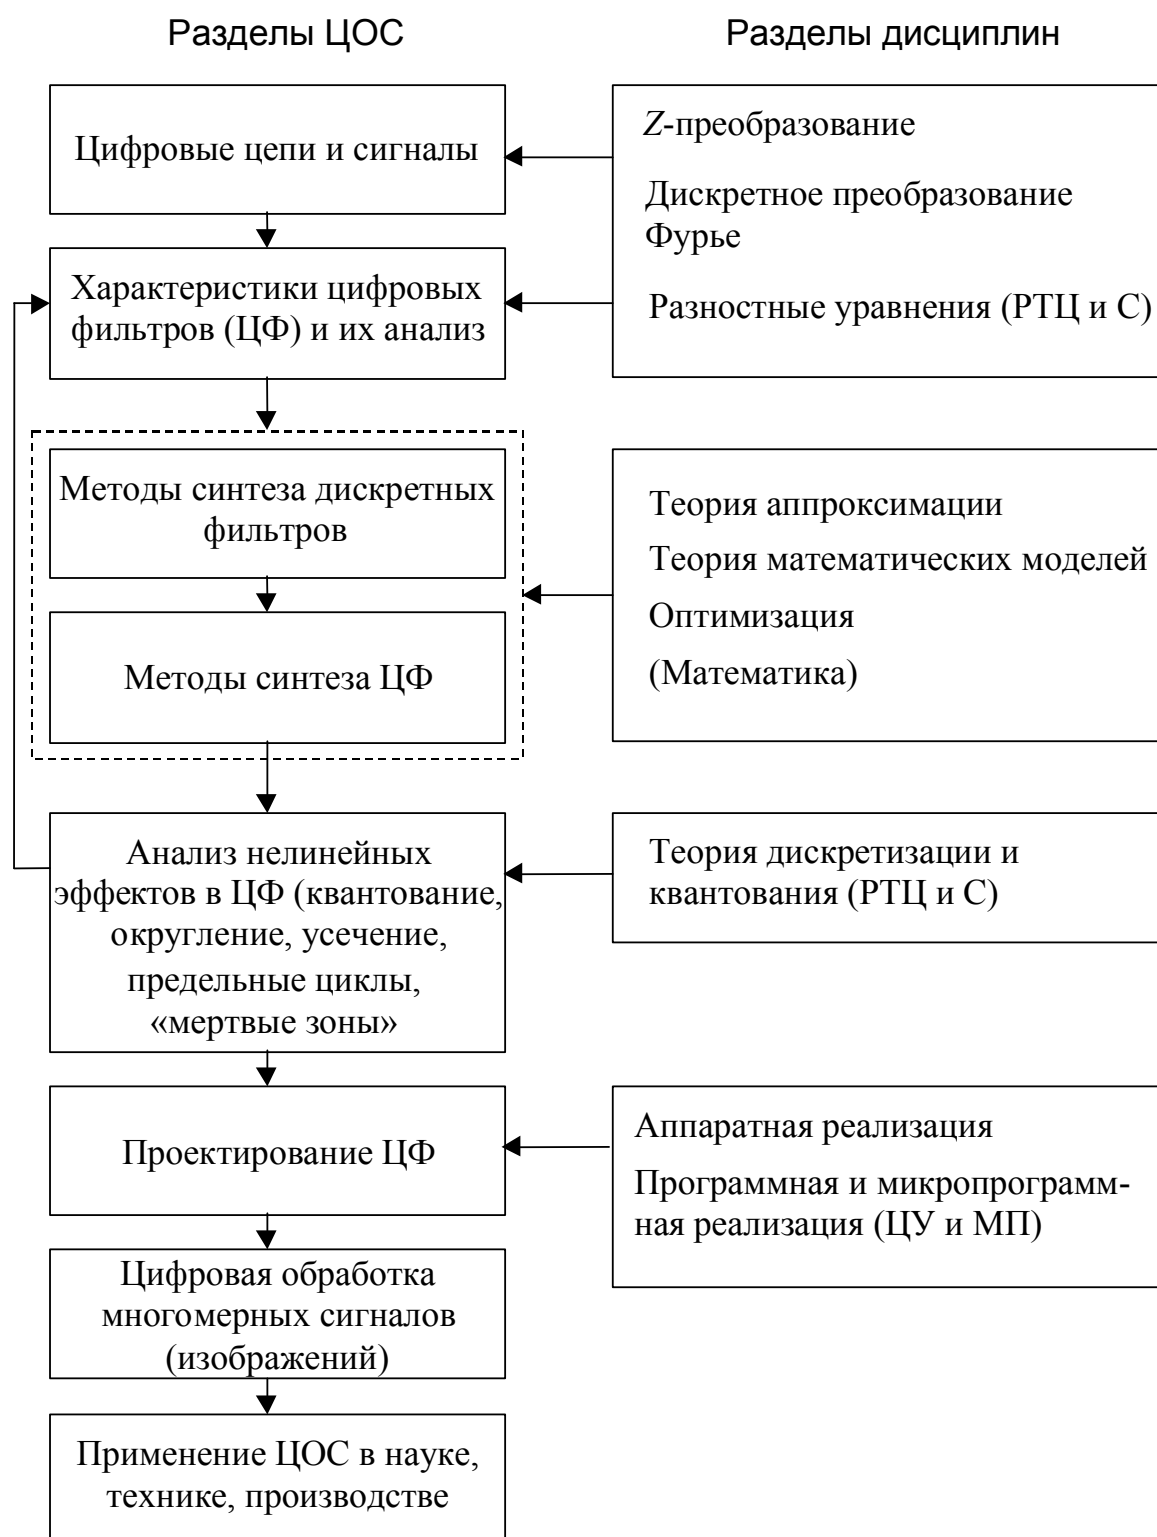 Разделы ЦОС
Разделы дисциплин
Цифровые цепи и сигналы
Z-преобразование
Дискретное преобразование
Фурье
Разностные уравнения (РТЦ и С)
Характеристики цифровых
фильтров (ЦФ) и их анализ
Методы синтеза дискретных
фильтров
Методы синтеза ЦФ
Теория аппроксимации
Теория математических моделей
Оптимизация
(Математика)
Анализ нелинейных
эффектов в ЦФ (квантование,
округление, усечение,
предельные циклы,
«мертвые зоны»
Теория дискретизации и
квантования (РТЦ и С)
Проектирование ЦФ
Аппаратная реализация
Программная и микропрограмм-
ная реализация (ЦУ и МП)
Цифровая обработка
многомерных сигналов
(изображений)
Применение ЦОС в науке,
технике, производстве